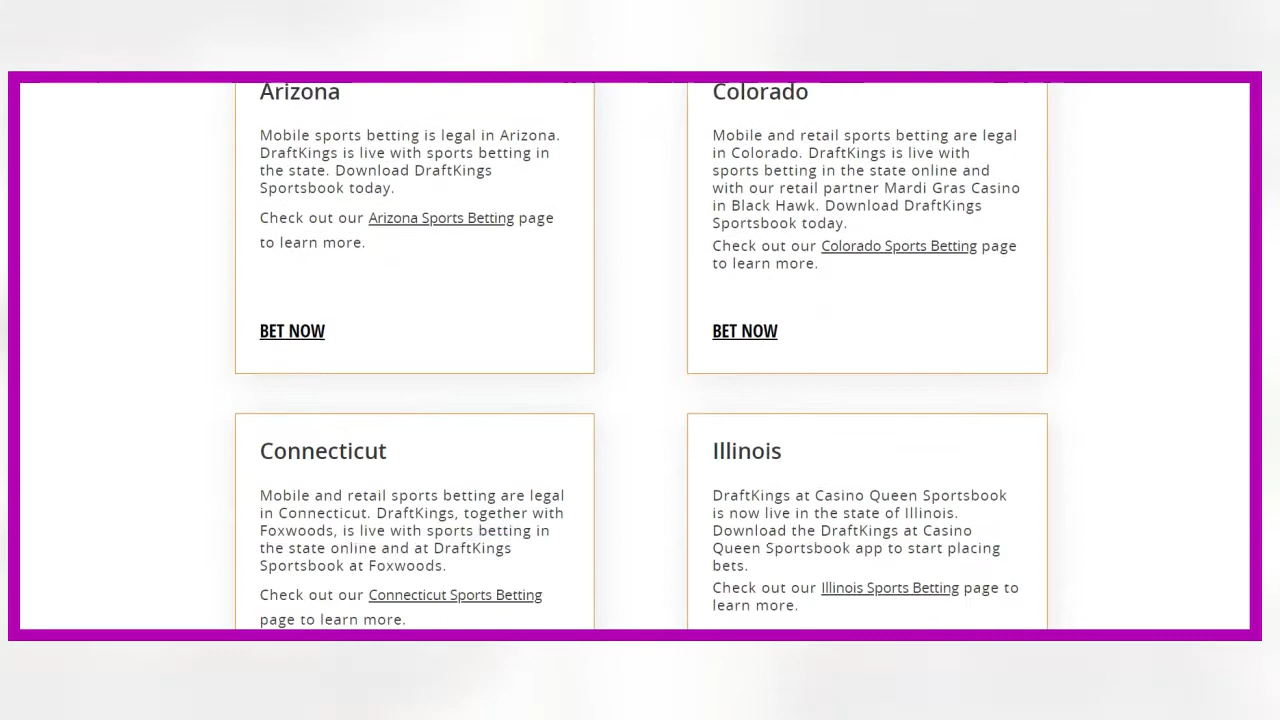 Arizona
Mobile sports betting is legal in Arizona.
DraftKings is live with sports betting in
the state. Download DraftKings
Sportsbook today.
Check out our Arizona Sports Betting page
to learn more.
BET NOW
Colorado
Mobile and retail sports betting are legal
in Colorado. DraftKings is live with
sports betting in the state online and
with our retail partner Mardi Gras Casino
in Black Hawk. Download DraftKings
Sportsbook today.
Check out our Colorado Sports Betting page
to learn more.
BET NOW
Connecticut
Mobile and retail sports betting are legal
in Connecticut. DraftKings, together with
Foxwoods, is live with sports betting in
the state online and at DraftKings
Sportsbook at Foxwoods.
Check out our Connecticut Sports Betting
page to learn more.
Illinois
DraftKings at Casino Queen Sportsbook
is now live in the state of Illinois.
Download the DraftKings at Casino
Queen Sportsbook app to start placing
bets.
Check out our Illinois Sports Betting page to
learn more.